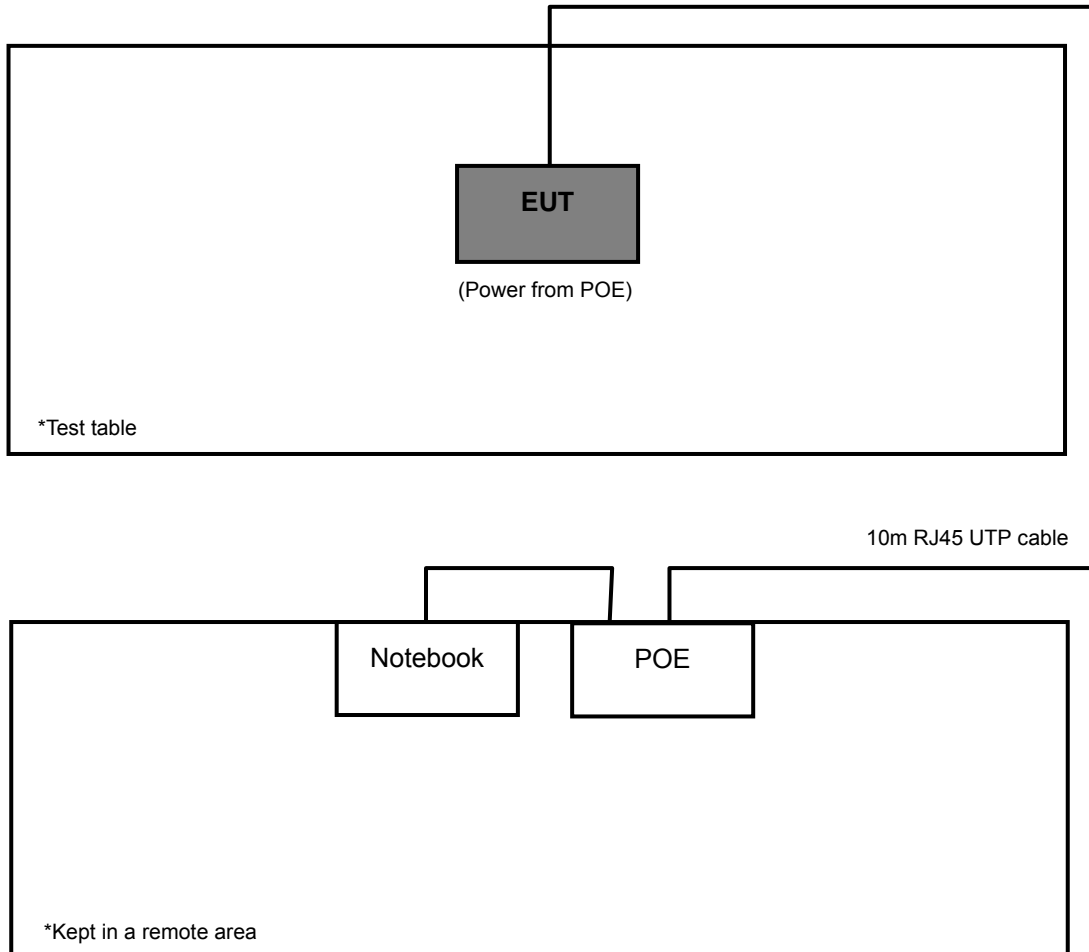 EUT
(Power from POE)
*Test table
10m RJ45 UTP cable
Notebook
POE
*Kept in a remote area